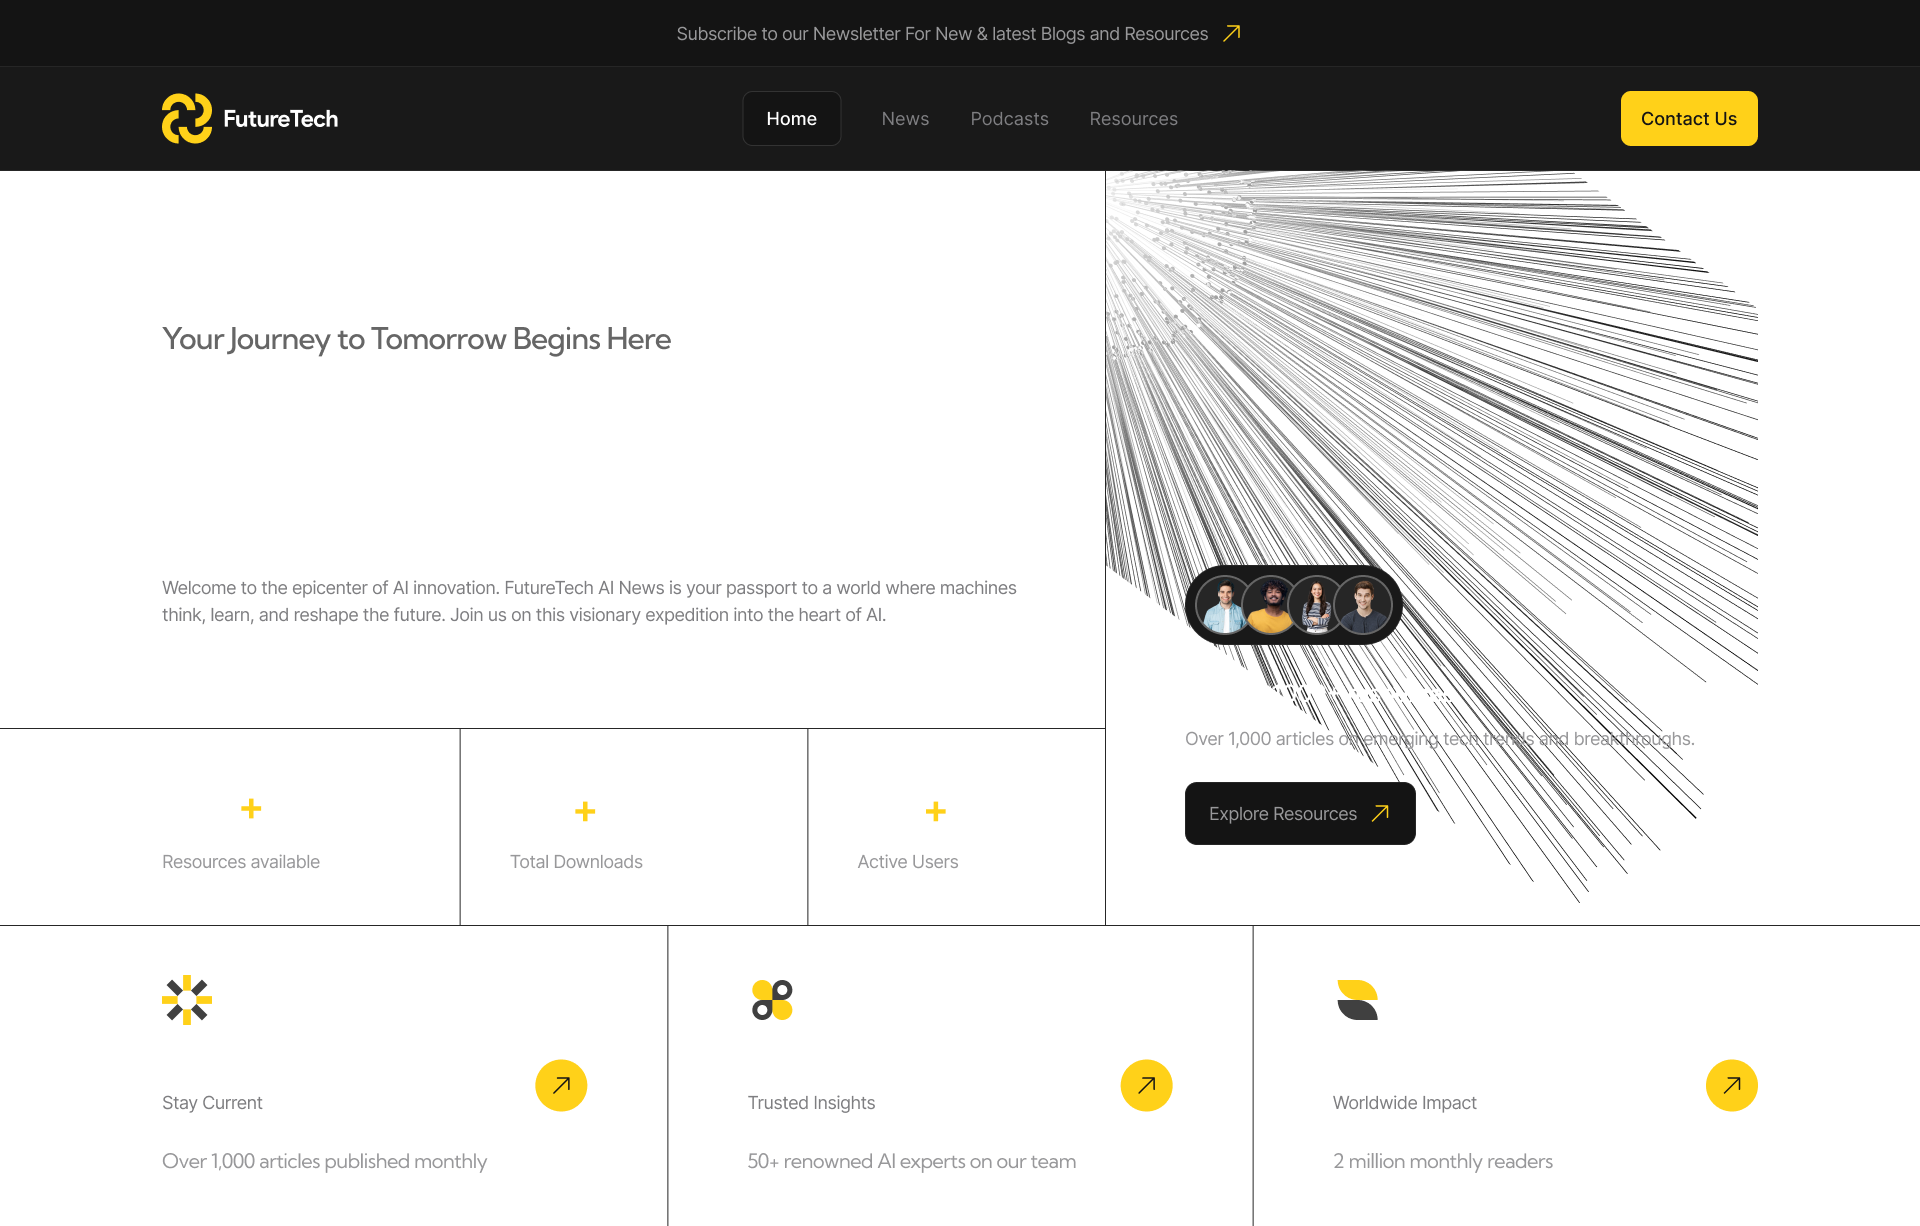 Subscribe to our Newsletter For New & latest Blogs and Resources
FutureTech
Home
News
Podcasts
Resources
Contact Us
Your Journey to Tomorrow Begins Here
Welcome to the epicenter of AI innovation. FutureTech AI News is your passport to a world where machines
think, learn, and reshape the future. Join us on this visionary expedition into the heart of AI.
+
Resources available
+
Total Downloads
+
Active Users
Over 1,000 articles on emerging tech trends and breakthroughs.
Explore Resources
Stay Current
Over 1,000 articles published monthly
Trusted Insights
50+ renowned AI experts on our team
Worldwide Impact
2 million monthly readers